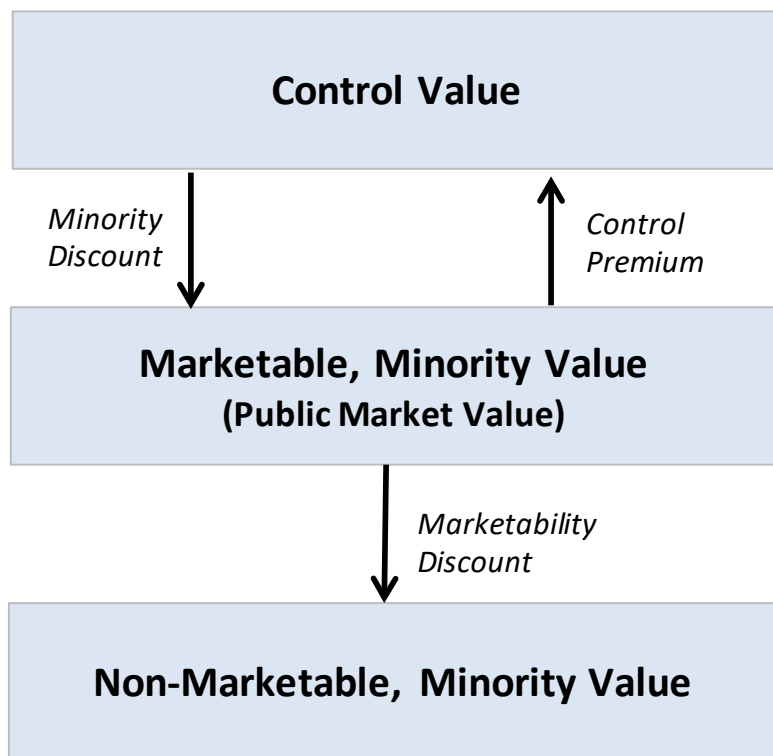 Control Value
Minority
Discount
Control
Premium
Marketable, Minority Value
(Public Market Value)
Marketability
Discount
Non-Marketable, Minority Value